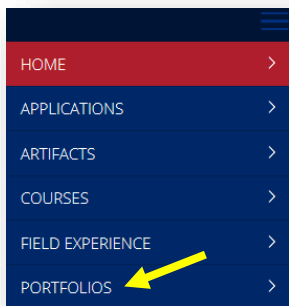 HOME
APPLICATIONS
ARTIFACTS
COURSES
FIELD EXPERIENCE
PORTFOLIOS